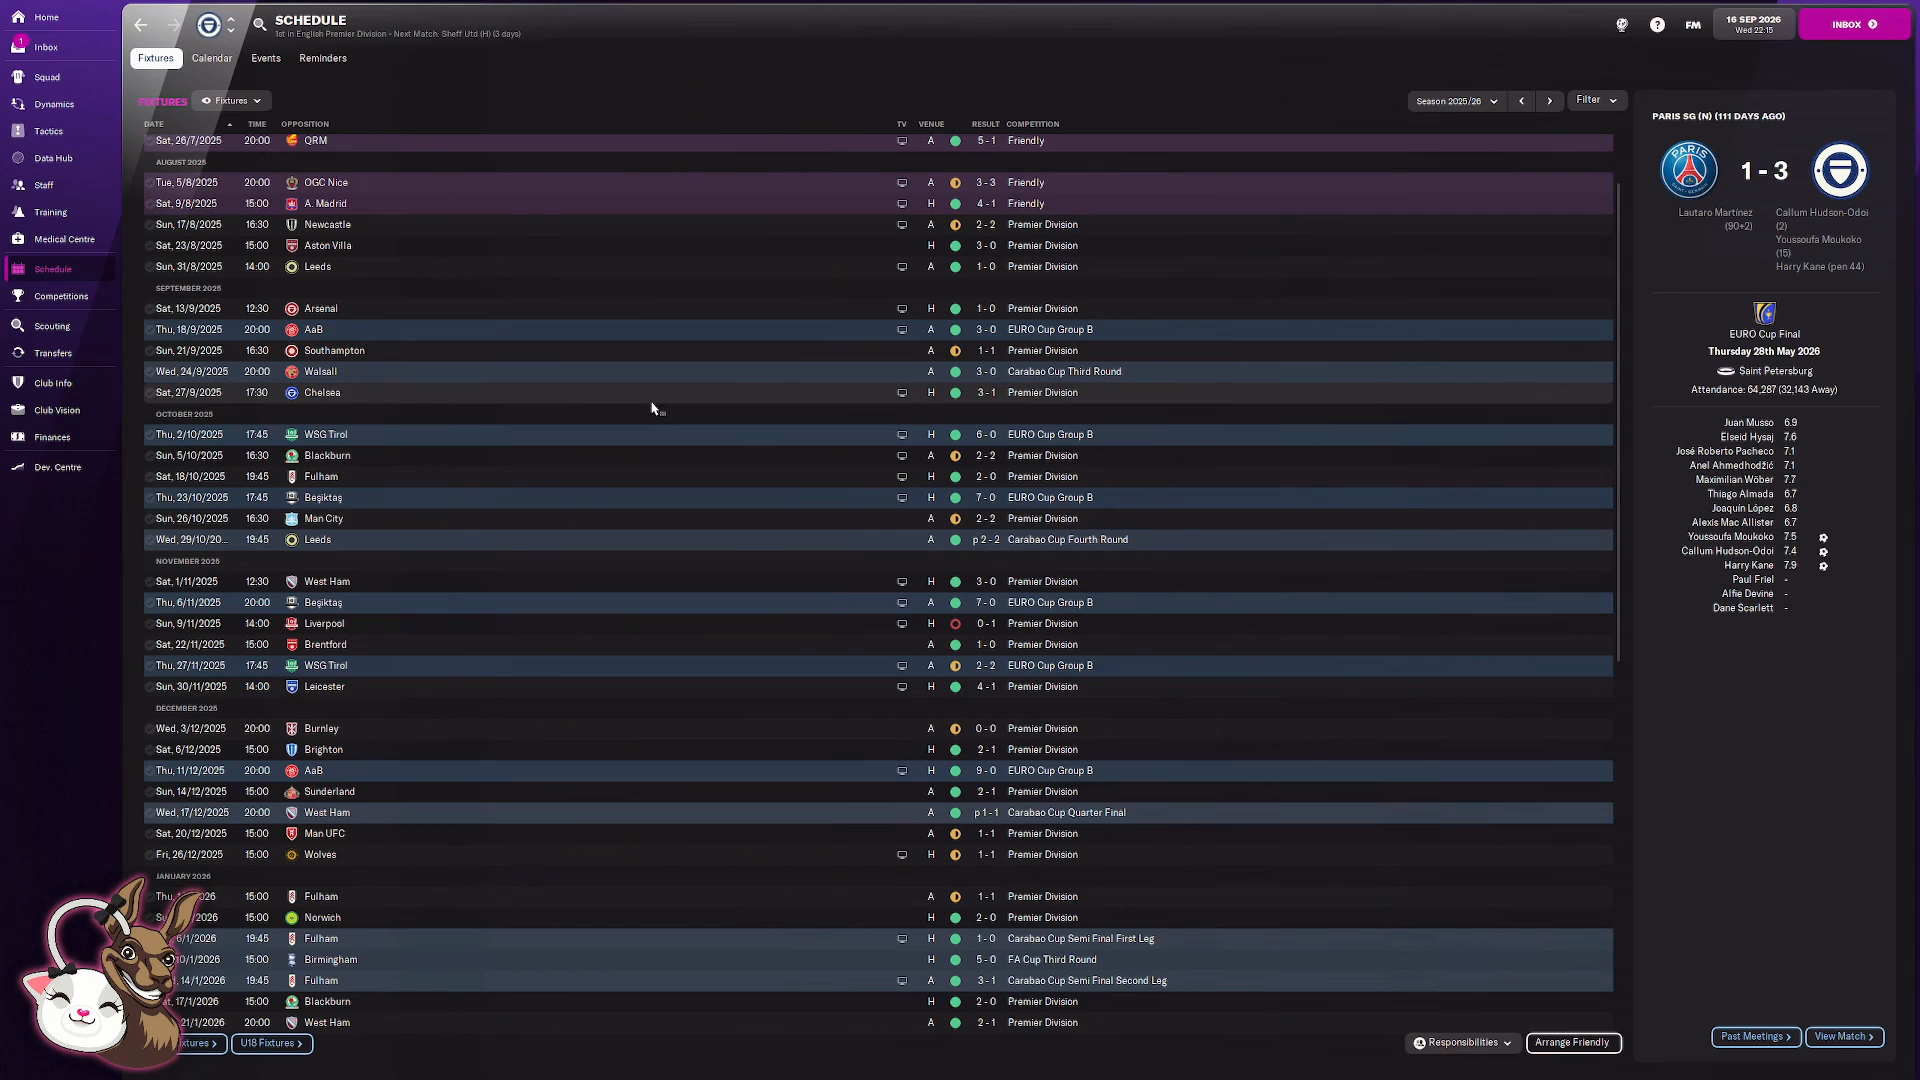 Home
Inbox
1
Squad
Dynamics
Tactics
Data Hub
Staff
Training
Medical Centre
Schedule
Competitions
Scouting
Transfers
Club Info
Club Vision
Finances
Dev. Centre
SCHEDULE
1st in English Premier Division - Next Match: Sheff Utd (H) (3 days)
FM
16 SEP 2026
Wed 22:15
INBOX
Fixtures Calendar Events Reminders
FIXTURES Fixtures
Season 2025/26 Filter
DATE TIME OPPOSITION TV VENUE RESULT COMPETITION
Sat, 26/7/2025 20:00 QRM A 5 - 1 Friendly
AUGUST 2025
Tue, 5/8/2025 20:00 OGC Nice A 3 - 3 Friendly
Sat, 9/8/2025 15:00 A. Madrid H 4 - 1 Friendly
Sun, 17/8/2025 16:30 Newcastle A 2 - 2 Premier Division
Sat, 23/8/2025 15:00 Aston Villa H 3 - 0 Premier Division
Sun, 31/8/2025 14:00 Leeds A 1 - 0 Premier Division
SEPTEMBER 2025
Sat, 13/9/2025 12:30 Arsenal H 1 - 0 Premier Division
Thu, 18/9/2025 20:00 AaB A 3 - 0 EURO Cup Group B
Sun, 21/9/2025 16:30 Southampton A 1 - 1 Premier Division
Wed, 24/9/2025 20:00 Walsall A 3 - 0 Carabao Cup Third Round
Sat, 27/9/2025 17:30 Chelsea H 3 - 1 Premier Division
OCTOBER 2025
Thu, 2/10/2025 17:45 WSG Tirol H 6 - 0 EURO Cup Group B
Sun, 5/10/2025 16:30 Blackburn A 2 - 2 Premier Division
Sat, 18/10/2025 19:45 Fulham H 2 - 0 Premier Division
Thu, 23/10/2025 17:45 Beşiktaş H 7 - 0 EURO Cup Group B
Sun, 26/10/2025 16:30 Man City A 2 - 2 Premier Division
Wed, 29/10/20... 19:45 Leeds A p 2 - 2 Carabao Cup Fourth Round
NOVEMBER 2025
Sat, 1/11/2025 12:30 West Ham H 3 - 0 Premier Division
Thu, 6/11/2025 20:00 Beşiktaş A 7 - 0 EURO Cup Group B
Sun, 9/11/2025 14:00 Liverpool H 0 - 1 Premier Division
Sat, 22/11/2025 15:00 Brentford A 1 - 0 Premier Division
Thu, 27/11/2025 17:45 WSG Tirol A 2 - 2 EURO Cup Group B
Sun, 30/11/2025 14:00 Leicester H 4 - 1 Premier Division
DECEMBER 2025
Wed, 3/12/2025 20:00 Burnley A 0 - 0 Premier Division
Sat, 6/12/2025 15:00 Brighton H 2 - 1 Premier Division
Thu, 11/12/2025 20:00 AaB H 9 - 0 EURO Cup Group B
Sun, 14/12/2025 15:00 Sunderland A 2 - 1 Premier Division
Wed, 17/12/2025 20:00 West Ham A p 1 - 1 Carabao Cup Quarter Final
Sat, 20/12/2025 15:00 Man UFC A 1 - 1 Premier Division
Fri, 26/12/2025 15:00 Wolves H 1 - 1 Premier Division
JANUARY 2026
Thu, 15:00 Fulham A 1 - 1 Premier Division
15:00 Norwich H 2 - 0 Premier Division
6/1/2026 19:45 Fulham H 1 - 0 Carabao Cup Semi Final First Leg
0/1/2026 15:00 Birmingham H 5 - 0 FA Cup Third Round
14/1/2026 19:45 Fulham A 3 - 1 Carabao Cup Semi Final Second Leg
17/1/2026 15:00 Blackburn H 2 - 0 Premier Division
21/1/2026 20:00 West Ham A 2 - 1 Premier Division
U18 Fixtures
Responsibilities
Arrange Friendly
PARIS SG (N) (111 DAYS AGO)
PARIS
1 - 3
Lautaro Martínez
(90+2)
Callum Hudson-Odoi
(2)
Youssoufa Moukoko
(15)
Harry Kane (pen 44)
EURO Cup Final
Thursday 28th May 2026
Saint Petersburg
Attendance: 64,287 (32,143 Away)
Juan Musso 6.9
Elseid Hysaj 7.6
José Roberto Pacheco 7.1
Anel Ahmedhodžić 7.1
Maximilian Wöber 7.7
Thiago Almada 6.7
Joaquín López 6.8
Alexis Mac Allister 6.7
Youssoufa Moukoko 7.5
Callum Hudson-Odoi 7.4
Harry Kane 7.9
Paul Friel -
Alfie Devine -
Dane Scarlett -
Past Meetings
View Match